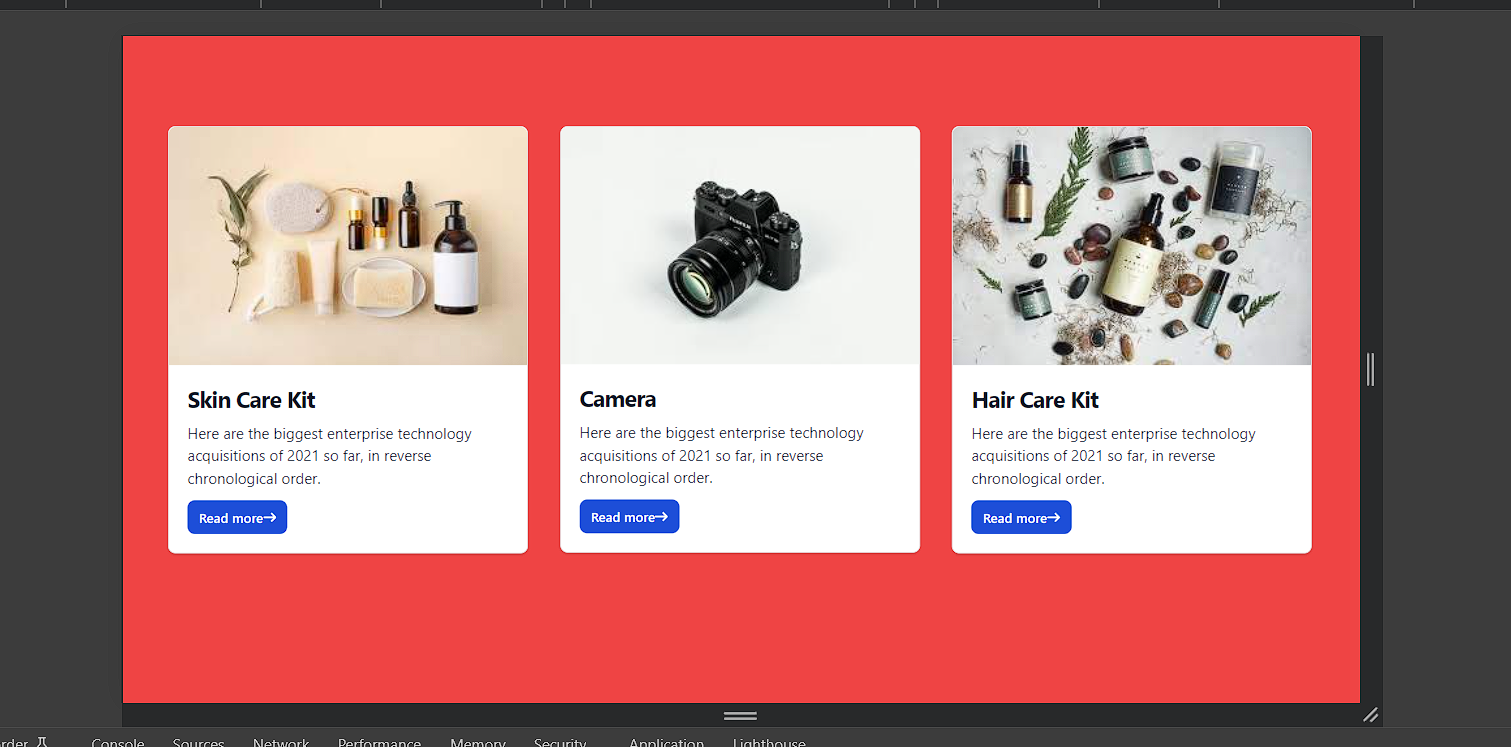 Skin Care Kit
Here are the biggest enterprise technology
acquisitions of 2021 so far, in reverse
chronological order.
Read more→
Camera
Here are the biggest enterprise technology
acquisitions of 2021 so far, in reverse
chronological order.
Read more→
Hair Care Kit
Here are the biggest enterprise technology
acquisitions of 2021 so far, in reverse
chronological order.
Read more→
Console Sources Network Performance Memory Security Application Lighthouse